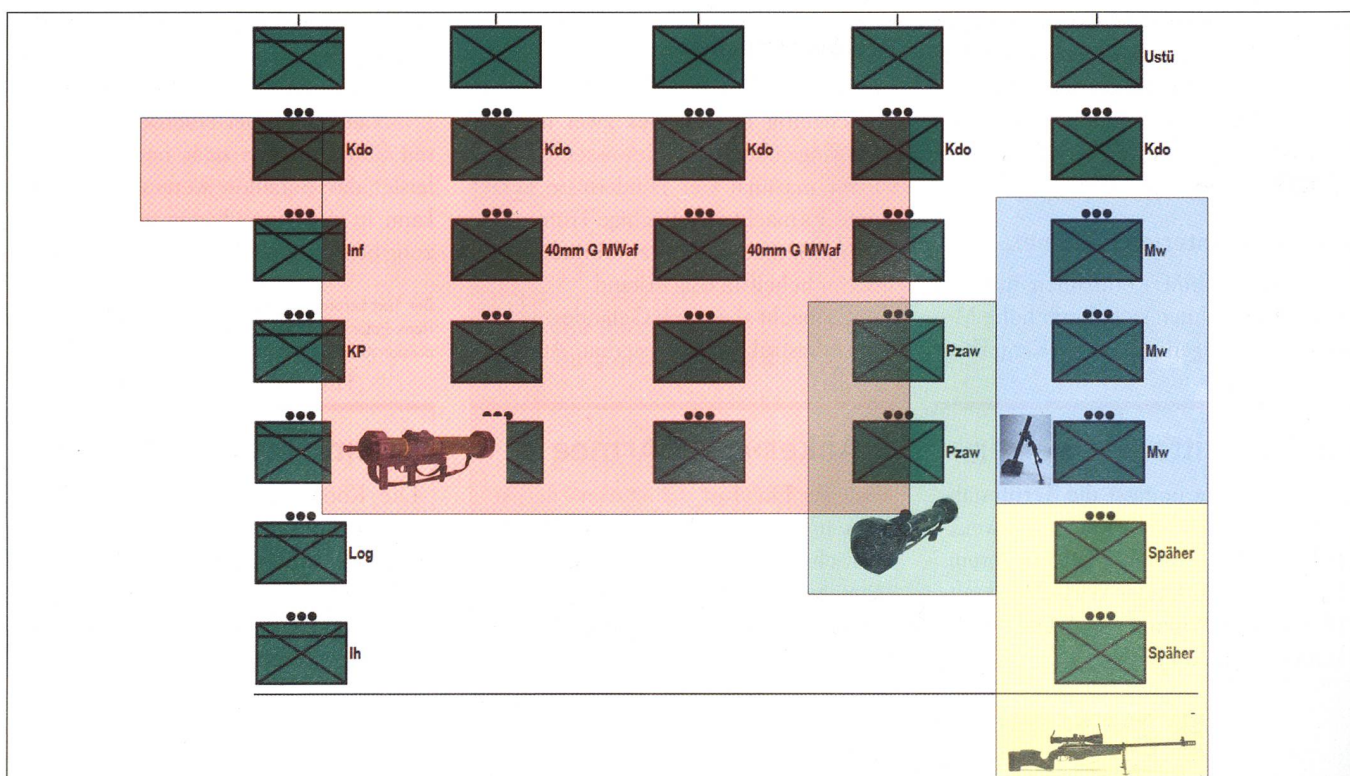 Ustü
Kdo Kdo Kdo Kdo Kdo
Inf 40mm G MWaf 40mm G MWaf Mw
KP Pzaw Mw
Pzaw Mw
Log Späher
Ih Späher